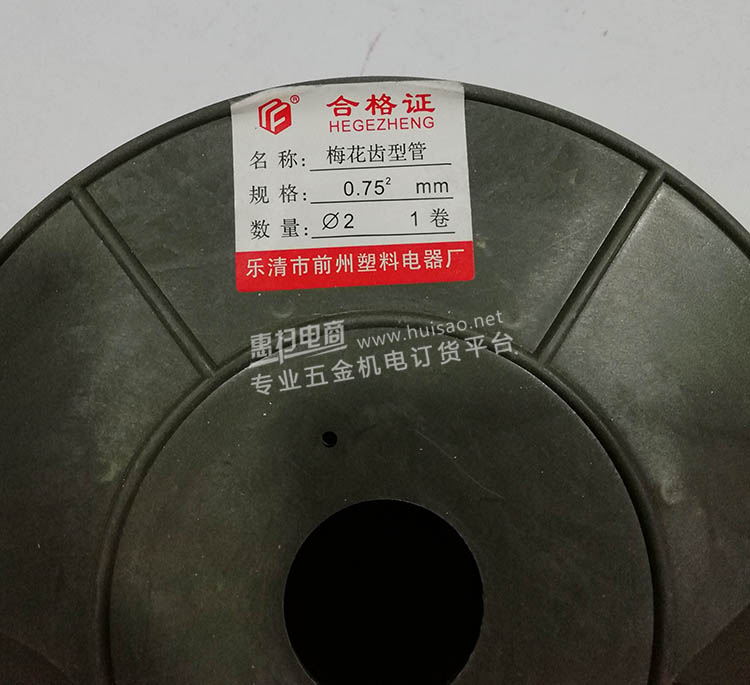 ®
合格证
HEGEZHENG
名 称: 梅花齿型管
规 格: 0.75² mm
数 量: ∅2 1 卷
乐清市前州塑料电器厂
惠扫电商 www.huisao.net
专业五金机电订货平台